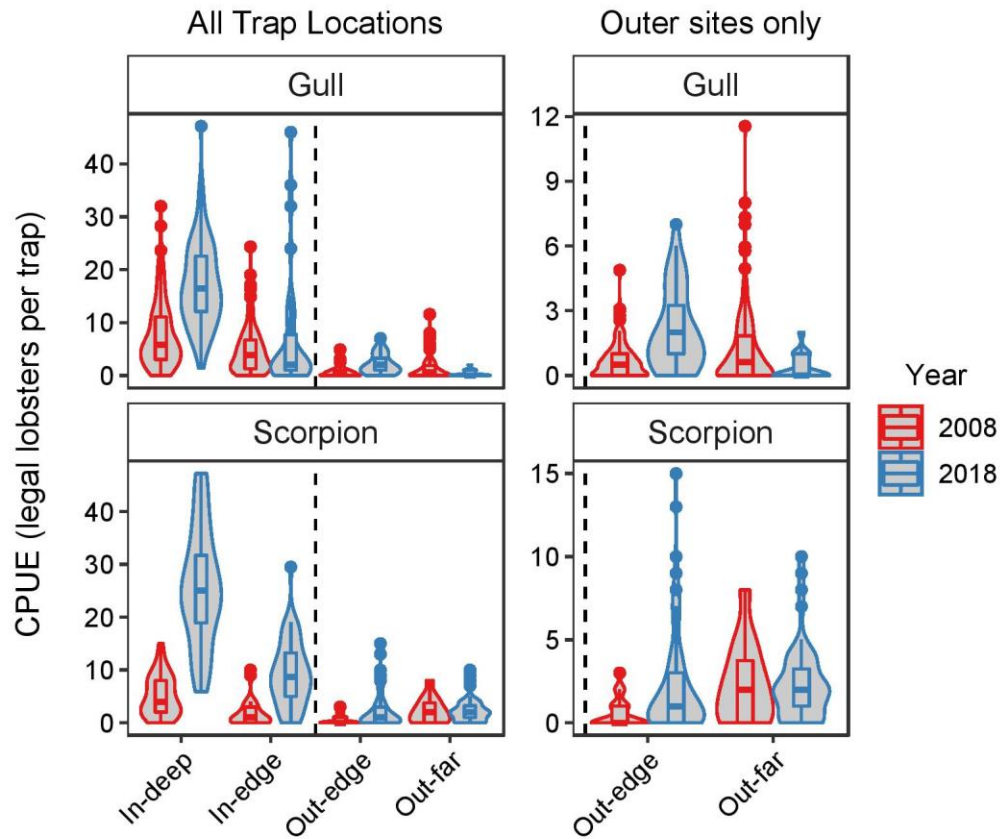 All Trap Locations
Outer sites only
Gull
Gull
CPUE (legal lobsters per trap)
40
30
20
10
0
12
9
6
3
0
Scorpion
Scorpion
40
30
20
10
0
15
10
5
0
In-deep
In-edge
Out-edge
Out-far
Out-edge
Out-far
Year
2008
2018